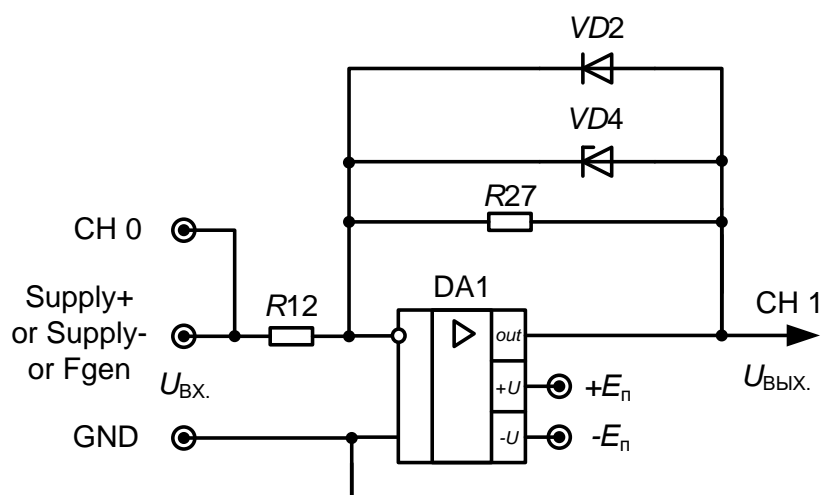 VD2
VD4
R27
CH 0
DA1
CH 1
Supply+
or Supply-
or Fgen
R12
out
UВХ.
+U
+Eп
UВЫХ.
GND
-U
-Eп